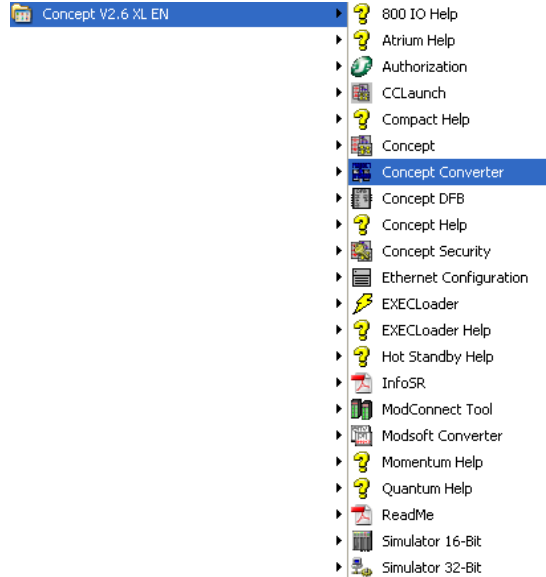 Concept V2.6 XL EN
800 IO Help
Atrium Help
Authorization
CCLaunch
Compact Help
Concept
Concept Converter
Concept DFB
Concept Help
Concept Security
Ethernet Configuration
EXECLoader
EXECLoader Help
Hot Standby Help
InfoSR
ModConnect Tool
Modsoft Converter
Momentum Help
Quantum Help
ReadMe
Simulator 16-Bit
Simulator 32-Bit